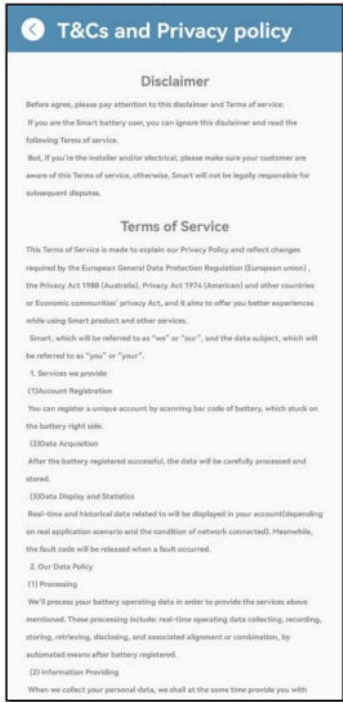 T&Cs and Privacy policy
Disclaimer
Before agree, please pay attention to this disclaimer and Terms of service:
If you are the Smart battery user, you can ignore this disclaimer and read the
following Terms of service.
But, if you're the installer and/or electrical, please make sure your customer are
aware of this Terms of service, otherwise, Smart will not be legally responsible for
subsequent disputes.
Terms of Service
This Terms of Service is made to explain our Privacy Policy and reflect changes
required by the European General Data Protection Regulation (European union) ,
the Privacy Act 1988 (Australia), Privacy Act 1974 (American) and other countries
or Economic communities' privacy Act, and it aims to offer you better experiences
while using Smart product and other services.
Smart, which will be referred to as "we" or "our", and the data subject, which will
be referred to as "you" or "your".
1. Services we provide
(1)Account Registration
You can register a unique account by scanning bar code of battery, which stuck on
the battery right side.
(2)Data Acquisition
After the battery registered successful, the data will be carefully processed and
stored.
(3)Data Display and Statistics
Real-time and historical data related to will be displayed in your account(depending
on real application scenario and the condition of network connected). Meanwhile,
the fault code will be released when a fault occurred.
2. Our Data Policy
(1) Processing
We'll process your battery operating data in order to provide the services above
mentioned. These processing include: real-time operating data collecting, recording,
storing, retrieving, disclosing, and associated alignment or combination, by
automated means after battery registered.
(2) Information Providing
When we collect your personal data, we shall at the same time provide you with